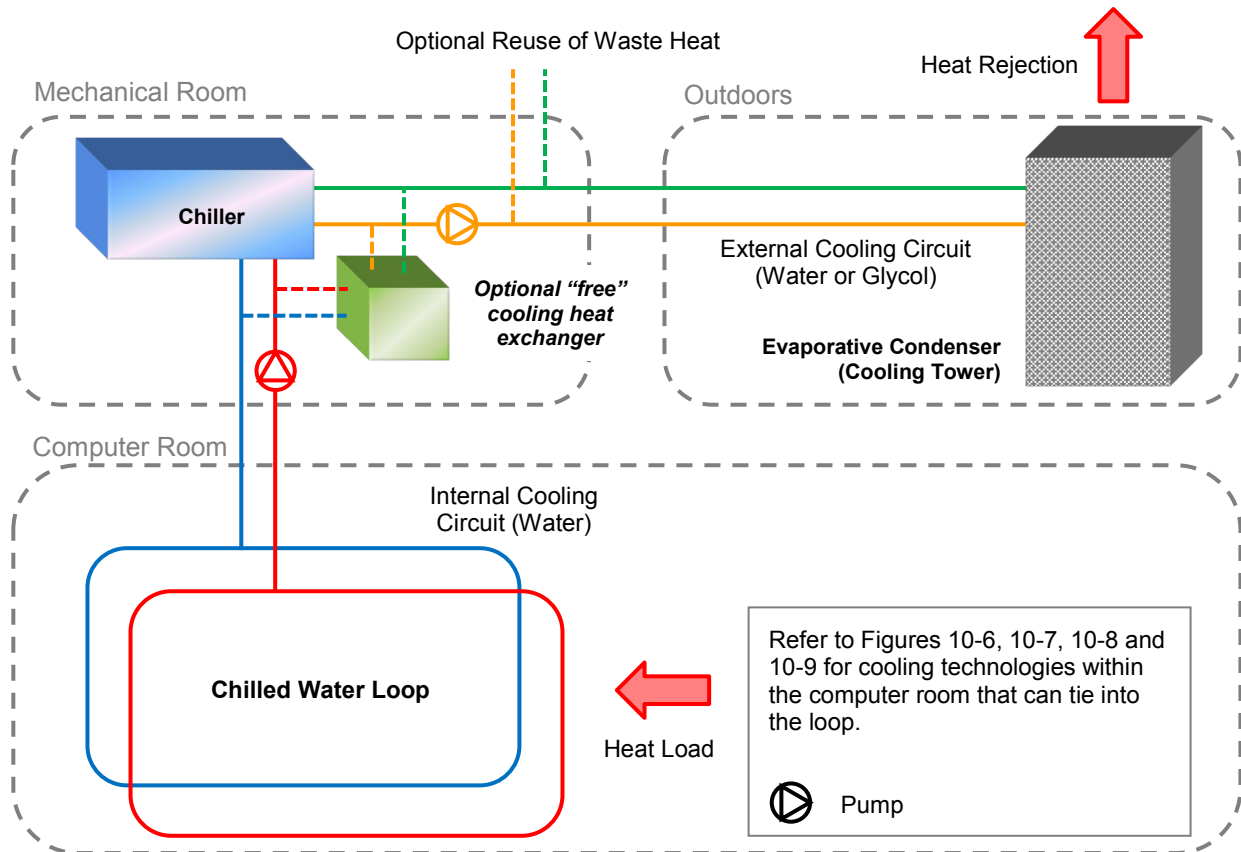 Optional Reuse of Waste Heat
Heat Rejection
Mechanical Room
Outdoors
Chiller
External Cooling Circuit
(Water or Glycol)
Optional “free”
cooling heat
exchanger
Evaporative Condenser
(Cooling Tower)
Computer Room
Internal Cooling
Circuit (Water)
Chilled Water Loop
Heat Load
Refer to Figures 10-6, 10-7, 10-8 and
10-9 for cooling technologies within
the computer room that can tie into
the loop.
Pump